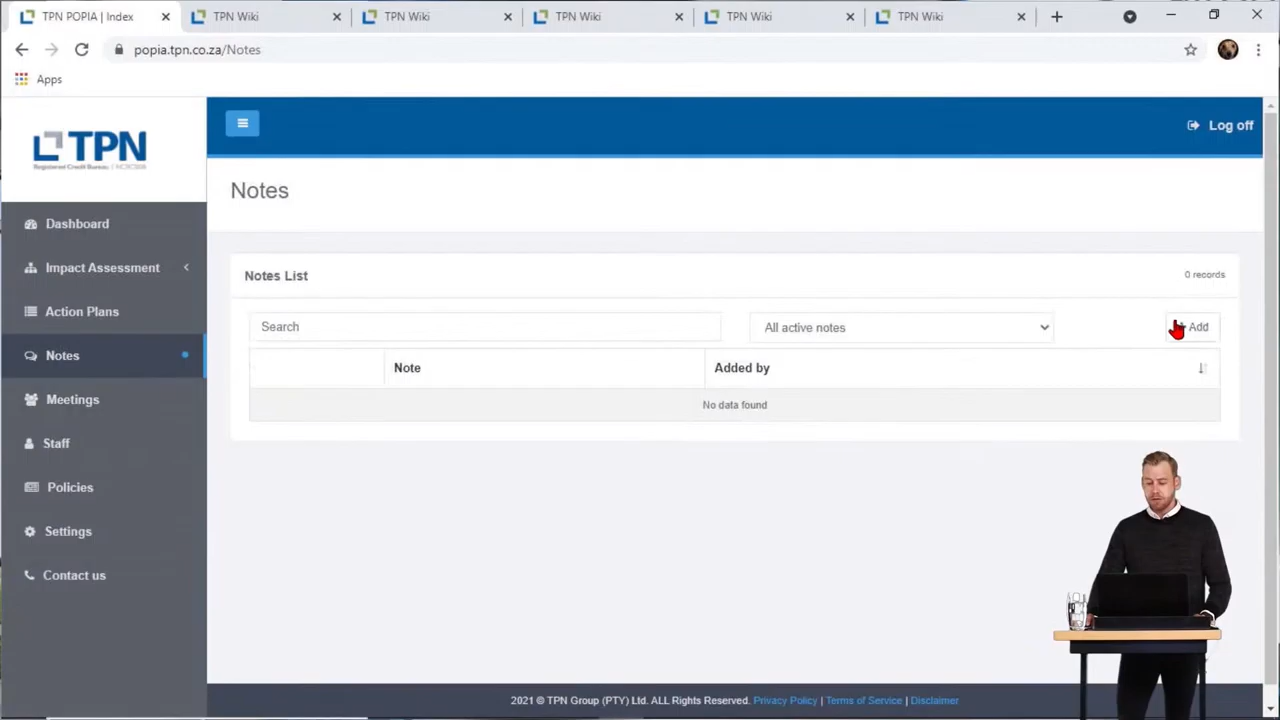 TPN POPIA | Index
TPN Wiki
TPN Wiki
TPN Wiki
TPN Wiki
TPN Wiki
popia.tpn.co.za/Notes
Apps
TPN
Log off
Notes
Dashboard
Impact Assessment
Action Plans
Notes
Meetings
Staff
Policies
Settings
Contact us
Notes List
0 records
Search
All active notes
Add
Note
Added by
No data found
2021 © TPN Group (PTY) Ltd. ALL Rights Reserved. Privacy Policy | Terms of Service | Disclaimer